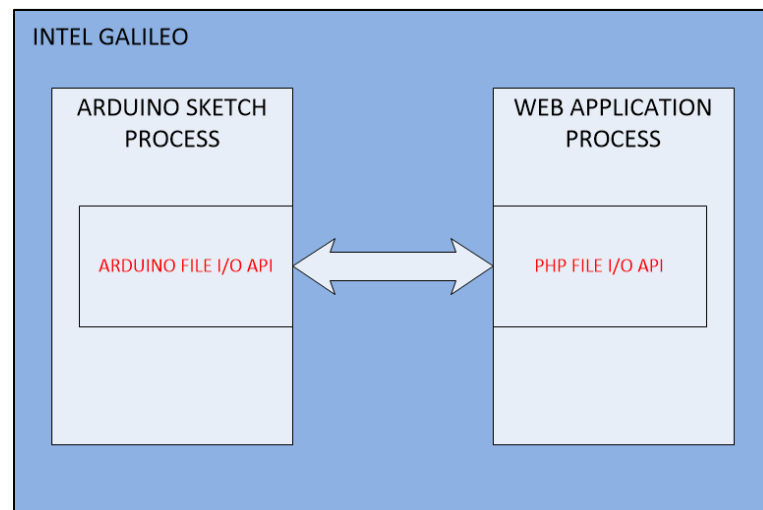 INTEL GALILEO
ARDUINO SKETCH
PROCESS
WEB APPLICATION
PROCESS
ARDUINO FILE I/O API
PHP FILE I/O API